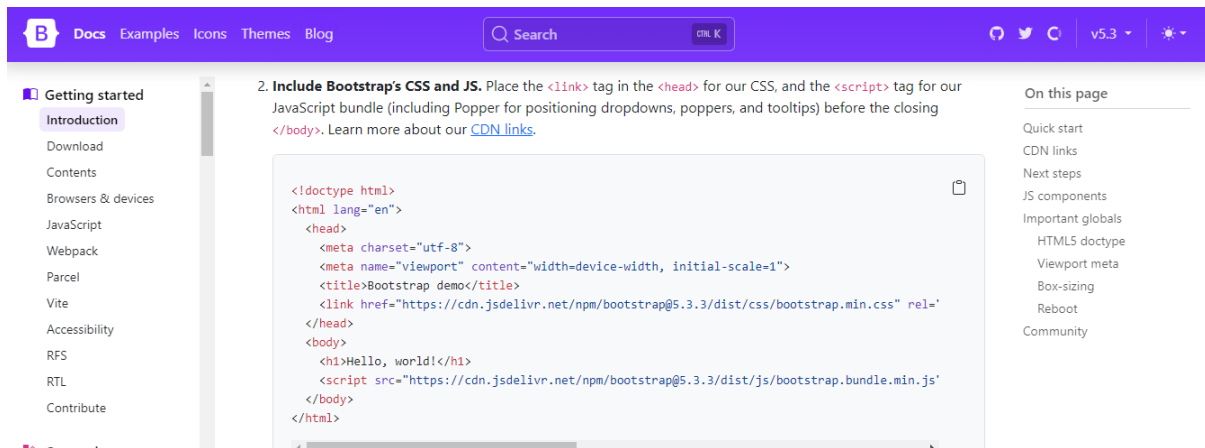 B Docs Examples Icons Themes Blog Search CTRL K v5.3
Getting started
Introduction
Download
Contents
Browsers & devices
JavaScript
Webpack
Parcel
Vite
Accessibility
RFS
RTL
Contribute
2. Include Bootstrap's CSS and JS. Place the <link> tag in the <head> for our CSS, and the <script> tag for our
JavaScript bundle (including Popper for positioning dropdowns, poppers, and tooltips) before the closing
</body>. Learn more about our CDN links.
<!doctype html>
<html lang="en">
<head>
<meta charset="utf-8">
<meta name="viewport" content="width=device-width, initial-scale=1">
<title>Bootstrap demo</title>
<link href="https://cdn.jsdelivr.net/npm/bootstrap@5.3.3/dist/css/bootstrap.min.css" rel="
</head>
<body>
<h1>Hello, world!</h1>
<script src="https://cdn.jsdelivr.net/npm/bootstrap@5.3.3/dist/js/bootstrap.bundle.min.js"
</body>
</html>
On this page
Quick start
CDN links
Next steps
JS components
Important globals
HTML5 doctype
Viewport meta
Box-sizing
Reboot
Community